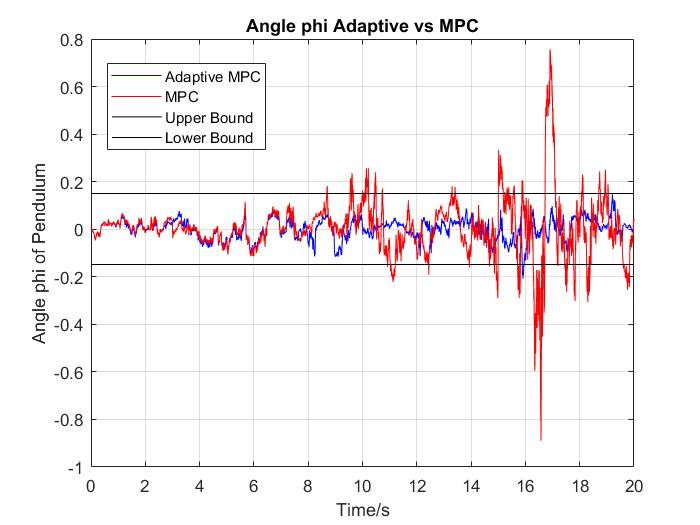 Angle phi Adaptive vs MPC
0.8
0.6
0.4
0.2
0
-0.2
-0.4
-0.6
-0.8
-1
Angle phi of Pendulum
Adaptive MPC
MPC
Upper Bound
Lower Bound
0 2 4 6 8 10 12 14 16 18 20
Time/s